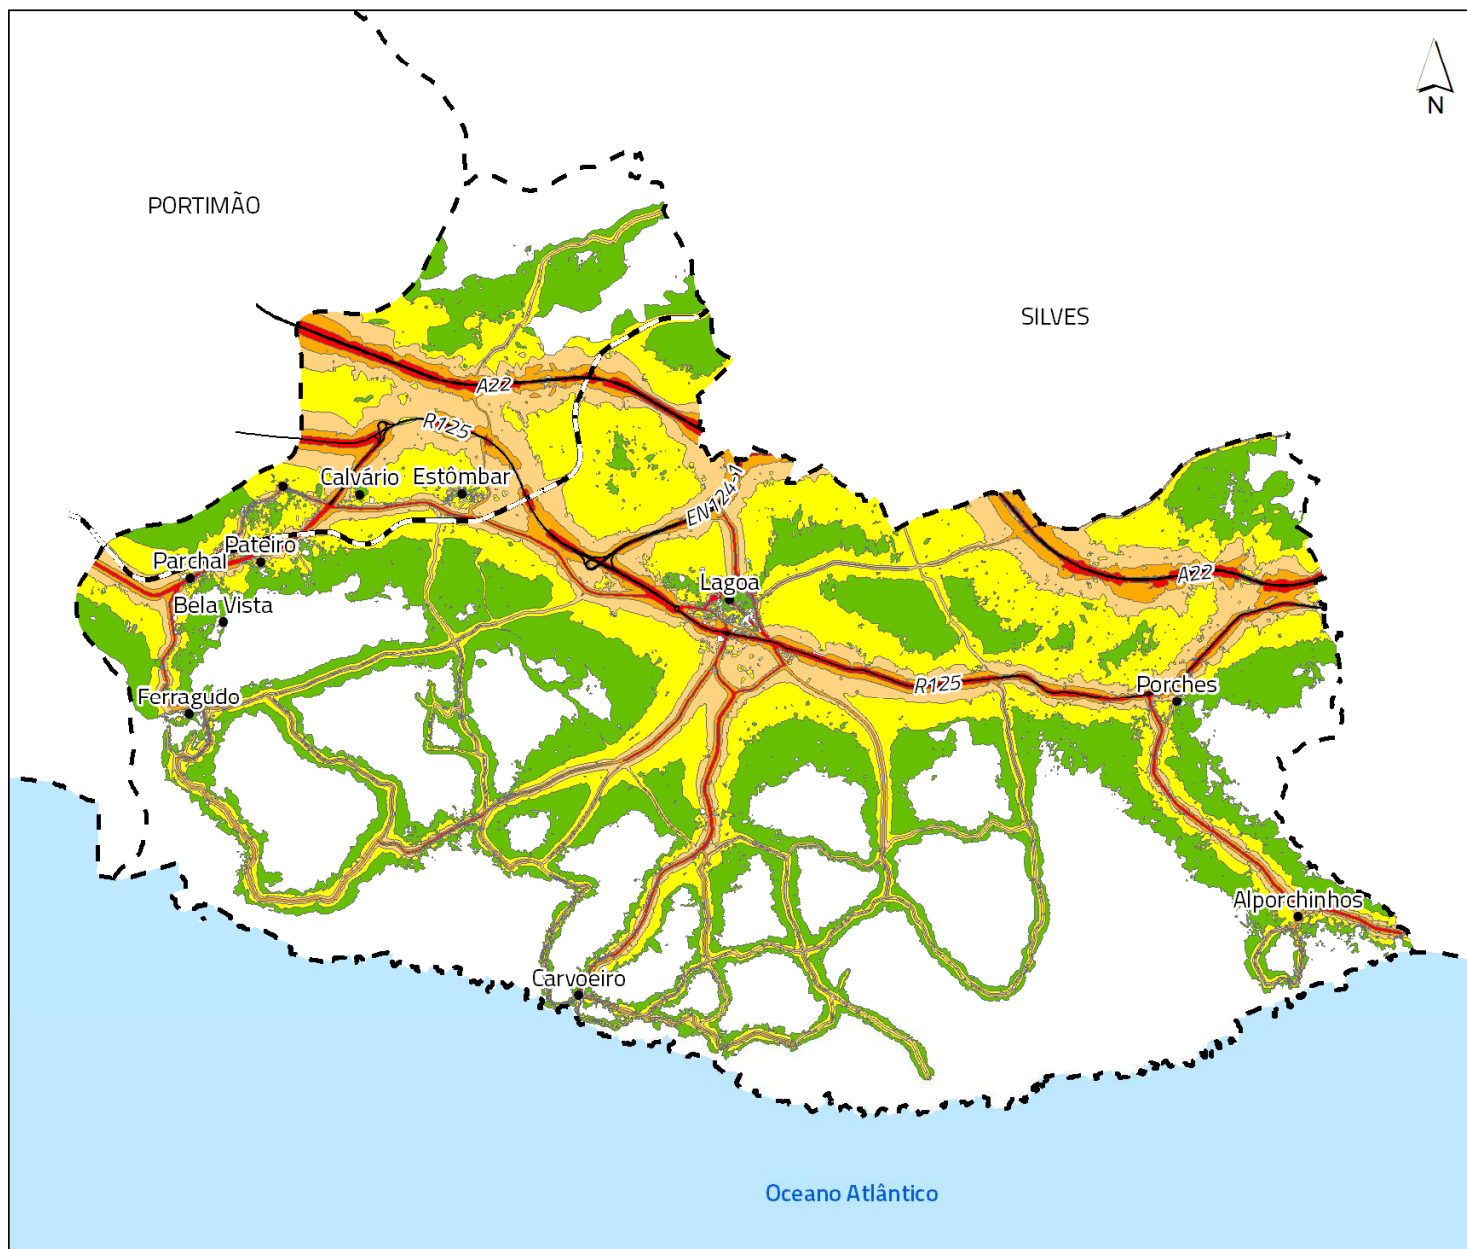 N
PORTIMÃO
SILVES
A22
R125
Calvário
Estômbar
EN124-1
Pateiro
Parchal
A22
Lagoa
Bela Vista
R125
Porches
Ferragudo
Alporchinhos
Carvoeiro
Oceano Atlântico